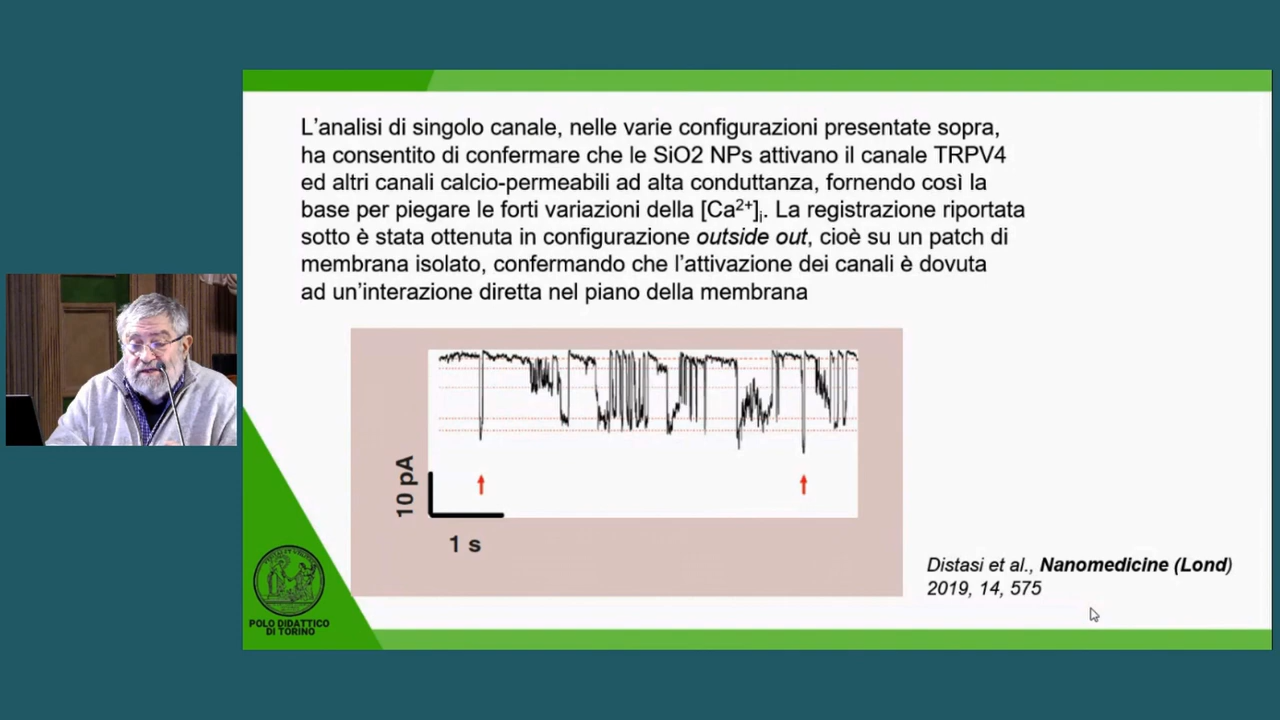 L'analisi di singolo canale, nelle varie configurazioni presentate sopra,
ha consentito di confermare che le SiO2 NPs attivano il canale TRPV4
ed altri canali calcio-permeabili ad alta conduttanza, fornendo così la
base per piegare le forti variazioni della [Ca²⁺]ᵢ. La registrazione riportata
sotto è stata ottenuta in configurazione outside out, cioè su un patch di
membrana isolato, confermando che l'attivazione dei canali è dovuta
ad un'interazione diretta nel piano della membrana
10 pA
1 s
Distasi et al., Nanomedicine (Lond)
2019, 14, 575
POLO DIDATTICO
DI TORINO